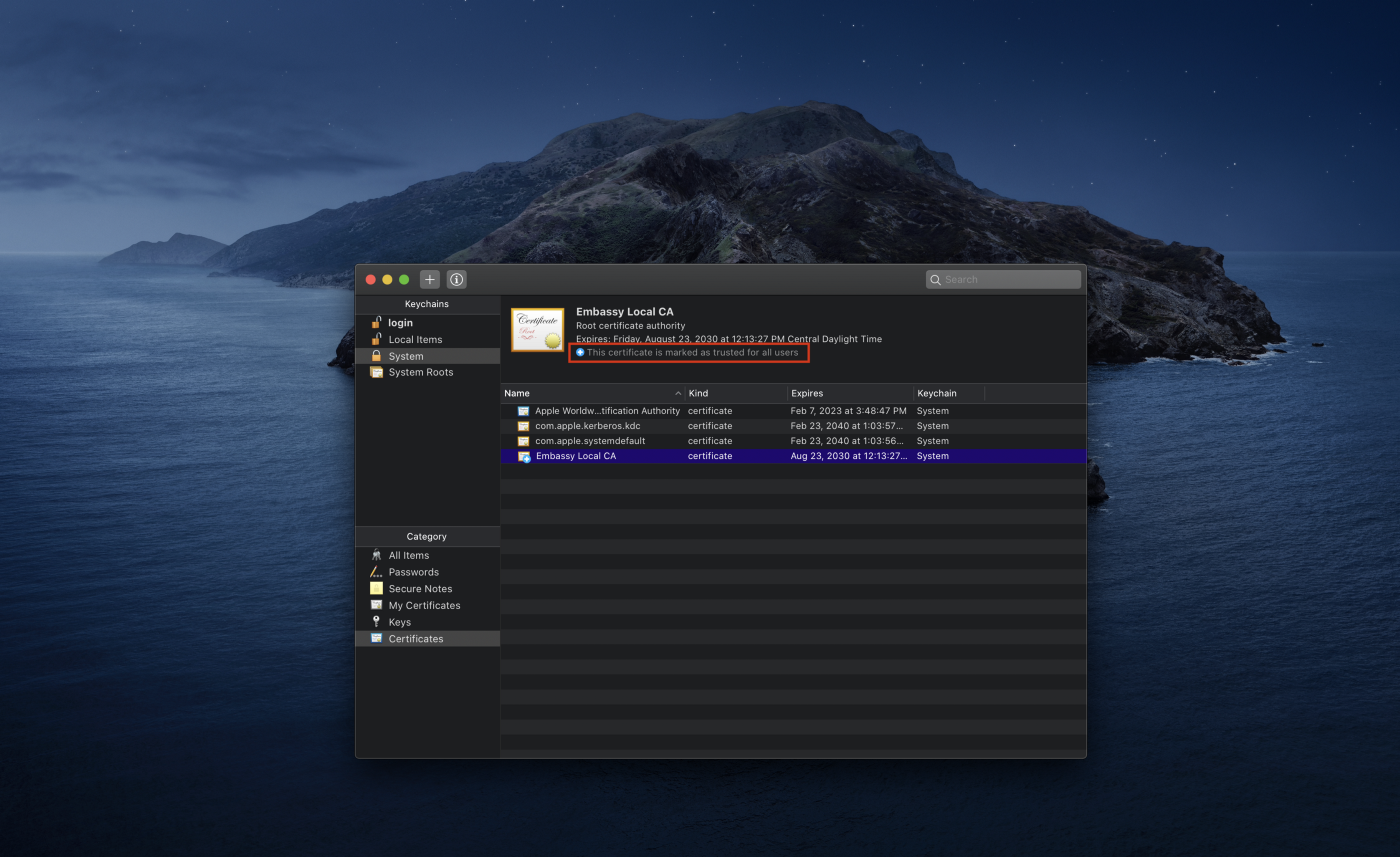 Search
Keychains
login
Local Items
System
System Roots
Certificate
Root
Embassy Local CA
Root certificate authority
Expires: Friday, August 23, 2030 at 12:13:27 PM Central Daylight Time
This certificate is marked as trusted for all users
Name Kind Expires Keychain
Apple Worldw...tification Authority certificate Feb 7, 2023 at 3:48:47 PM System
com.apple.kerberos.kdc certificate Feb 23, 2040 at 1:03:57... System
com.apple.systemdefault certificate Feb 23, 2040 at 1:03:56... System
Embassy Local CA certificate Aug 23, 2030 at 12:13:27... System
Category
All Items
Passwords
Secure Notes
My Certificates
Keys
Certificates